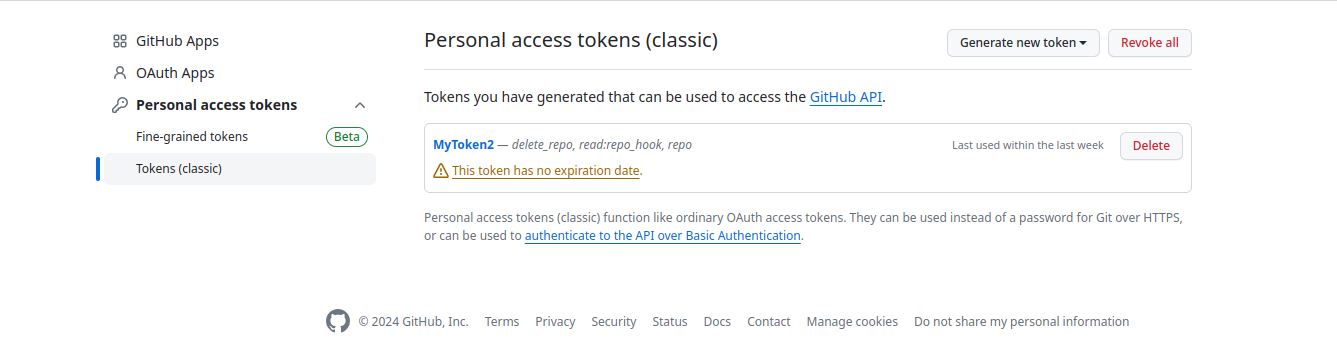 GitHub Apps
OAuth Apps
Personal access tokens
Fine-grained tokens Beta
Tokens (classic)
Personal access tokens (classic)
Generate new token
Revoke all
Tokens you have generated that can be used to access the GitHub API.
MyToken2 — delete_repo, read:repo_hook, repo
Last used within the last week
Delete
This token has no expiration date.
Personal access tokens (classic) function like ordinary OAuth access tokens. They can be used instead of a password for Git over HTTPS,
or can be used to authenticate to the API over Basic Authentication.
© 2024 GitHub, Inc. Terms Privacy Security Status Docs Contact Manage cookies Do not share my personal information